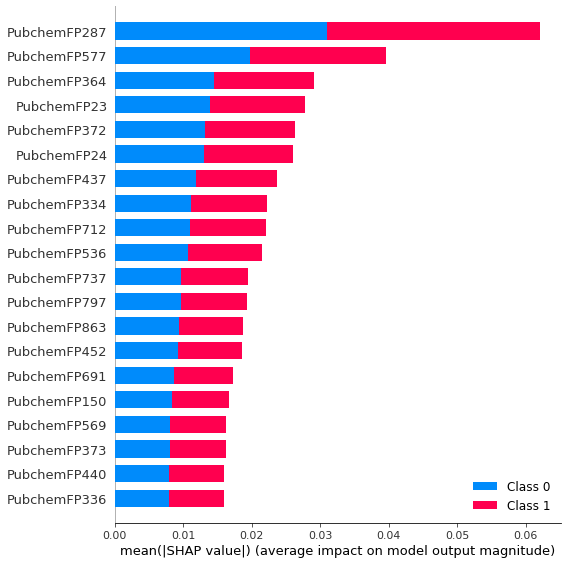 PubchemFP287
PubchemFP577
PubchemFP364
PubchemFP23
PubchemFP372
PubchemFP24
PubchemFP437
PubchemFP334
PubchemFP712
PubchemFP536
PubchemFP737
PubchemFP797
PubchemFP863
PubchemFP452
PubchemFP691
PubchemFP150
PubchemFP569
PubchemFP373
PubchemFP440
PubchemFP336
Class 0
Class 1
0.00 0.01 0.02 0.03 0.04 0.05 0.06
mean(|SHAP value|) (average impact on model output magnitude)